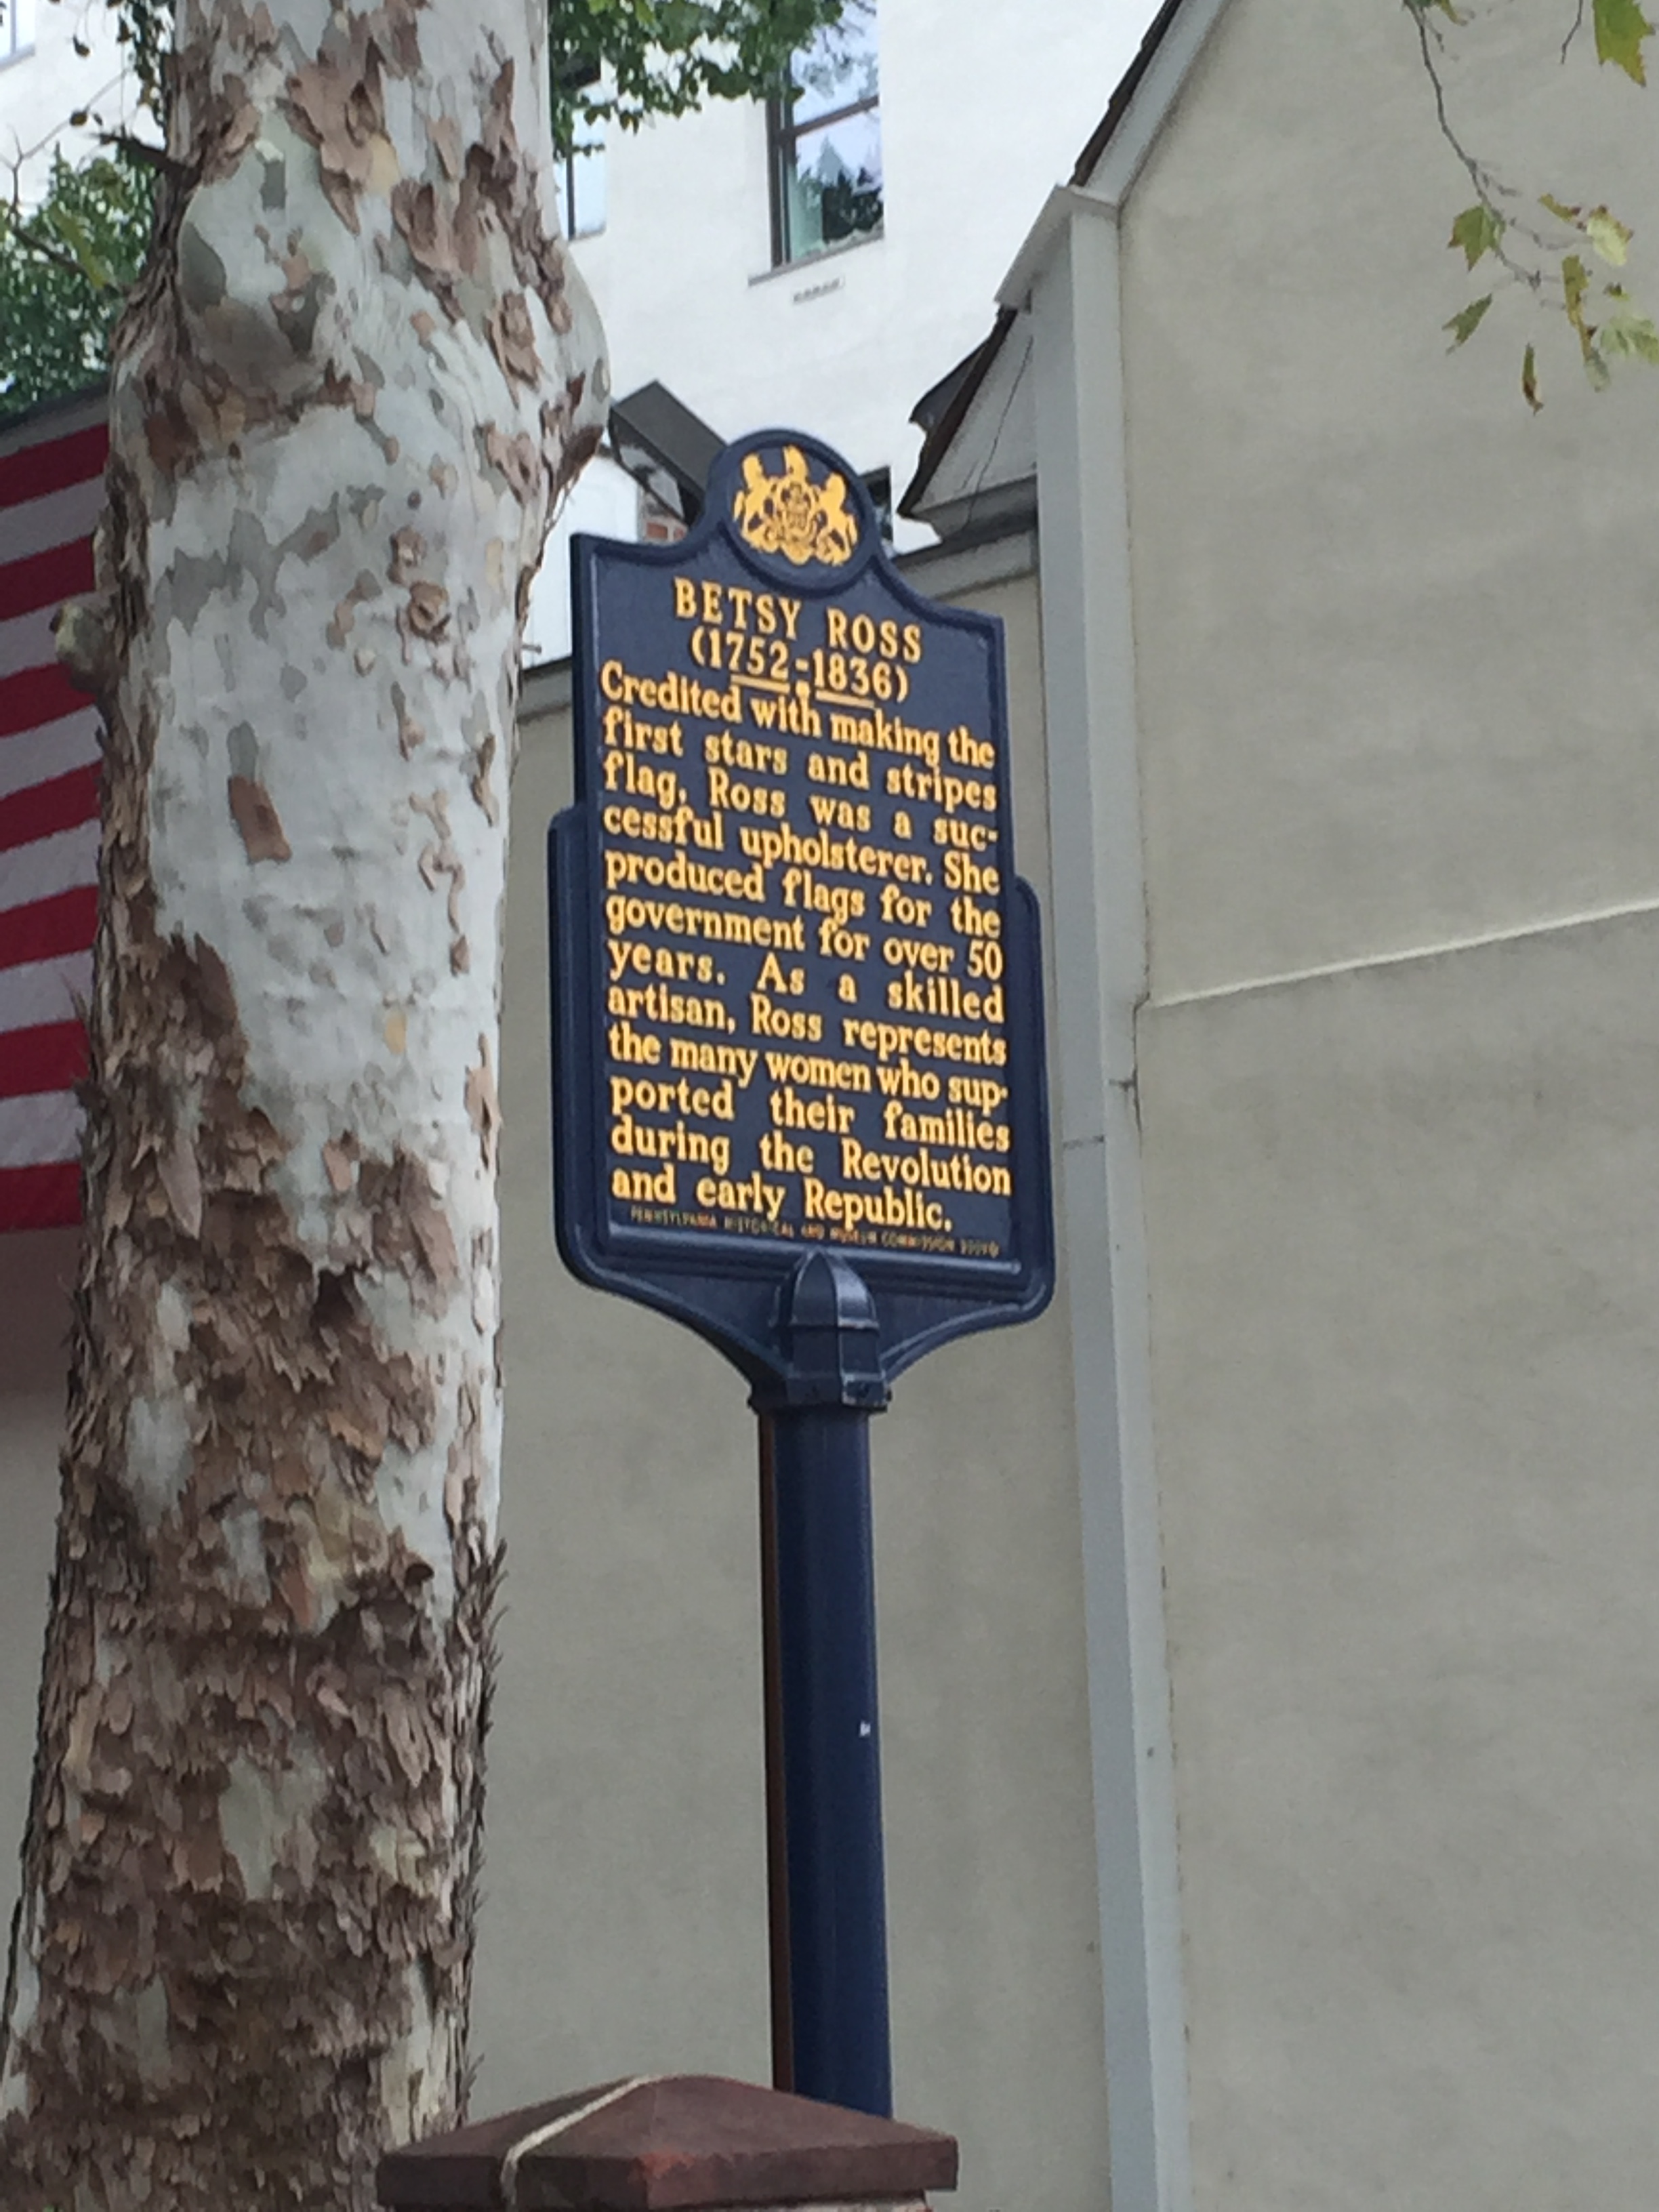 BETSY ROSS
(1752-1836)
Credited with making the
first stars and stripes
flag, Ross was a suc-
cessful upholsterer. She
produced flags for the
government for over 50
years. As a skilled
artisan, Ross represents
the many women who sup-
ported their families
during the Revolution
and early Republic.
PENNSYLVANIA HISTORICAL AND MUSEUM COMMISSION